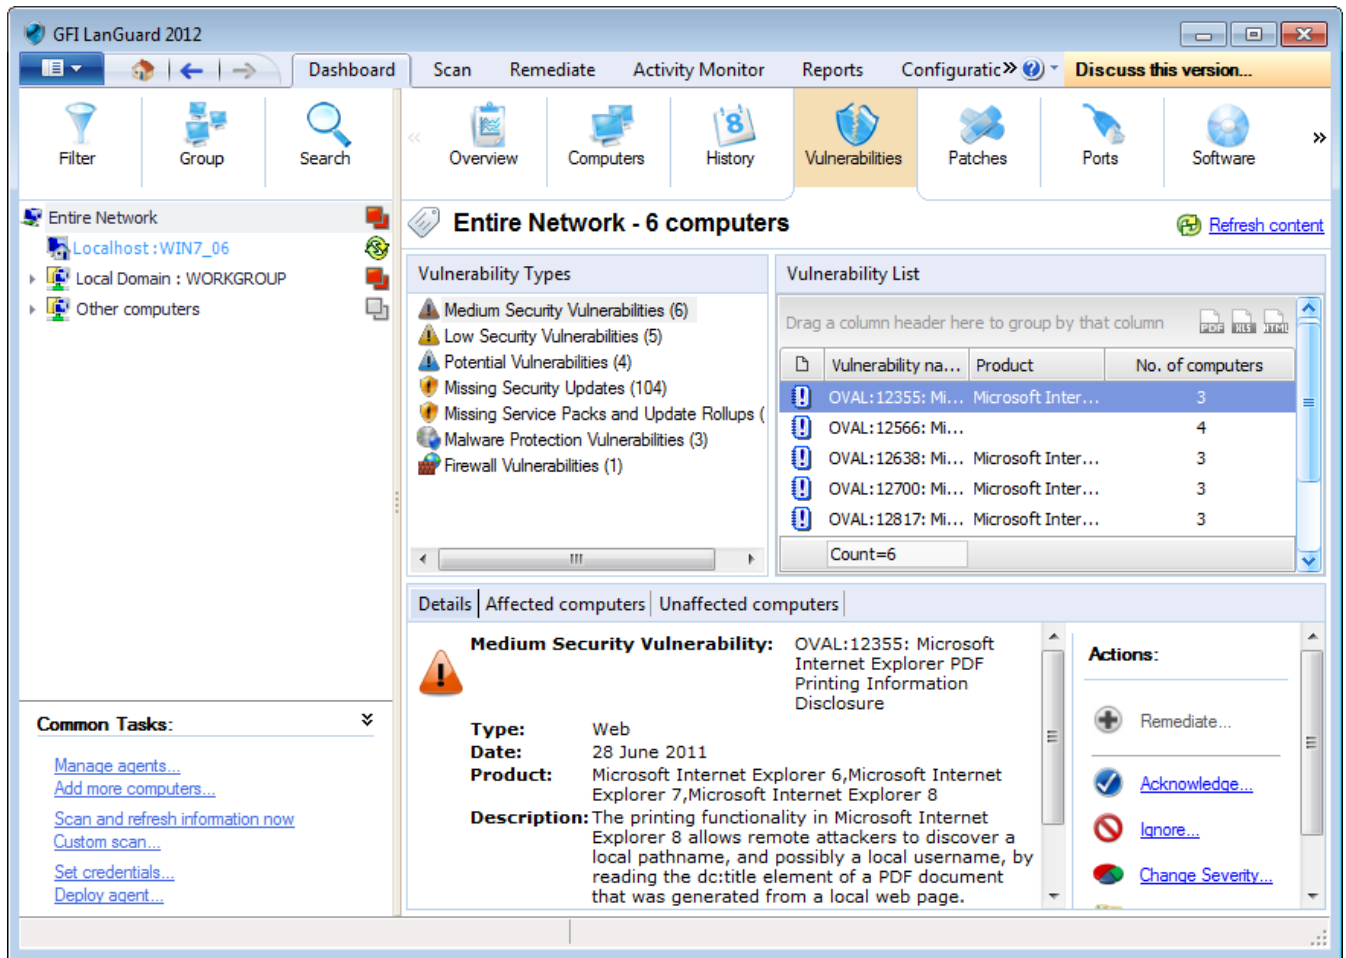 GFI LanGuard 2012
Dashboard Scan Remediate Activity Monitor Reports Configuratic» Discuss this version...
Filter Group Search Overview Computers History Vulnerabilities Patches Ports Software
Entire Network
Localhost : WIN7_06
Local Domain : WORKGROUP
Other computers
Common Tasks:
Manage agents...
Add more computers...
Scan and refresh information now
Custom scan...
Set credentials...
Deploy agent...
Entire Network - 6 computers
Refresh content
Vulnerability Types
Medium Security Vulnerabilities (6)
Low Security Vulnerabilities (5)
Potential Vulnerabilities (4)
Missing Security Updates (104)
Missing Service Packs and Update Rollups (
Malware Protection Vulnerabilities (3)
Firewall Vulnerabilities (1)
Vulnerability List
Drag a column header here to group by that column PDF XLS HTML
Vulnerability na... Product No. of computers
OVAL:12355: Mi... Microsoft Inter... 3
OVAL:12566: Mi... 4
OVAL:12638: Mi... Microsoft Inter... 3
OVAL:12700: Mi... Microsoft Inter... 3
OVAL:12817: Mi... Microsoft Inter... 3
Count=6
Details Affected computers Unaffected computers
Medium Security Vulnerability: OVAL:12355: Microsoft
Internet Explorer PDF
Printing Information
Disclosure
Type: Web
Date: 28 June 2011
Product: Microsoft Internet Explorer 6,Microsoft Internet
Explorer 7,Microsoft Internet Explorer 8
Description: The printing functionality in Microsoft Internet
Explorer 8 allows remote attackers to discover a
local pathname, and possibly a local username, by
reading the dc:title element of a PDF document
that was generated from a local web page.
Actions:
Remediate...
Acknowledge...
Ignore...
Change Severity...